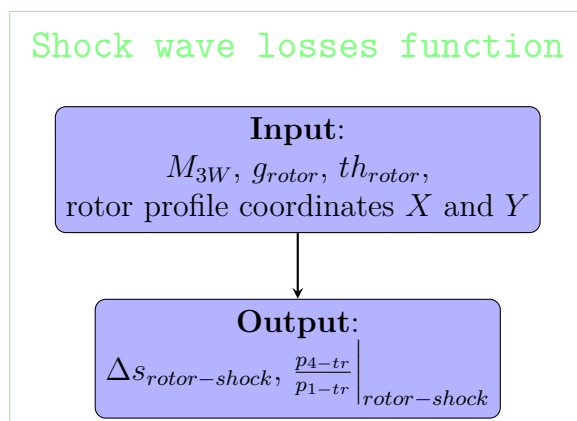 Shock wave losses function
Input:
M_{3W}, g_{rotor}, th_{rotor},
rotor profile coordinates X and Y
Output:
Δs_{rotor−shock}, \frac{p_{4−tr}}{p_{1−tr}}|_{rotor−shock}